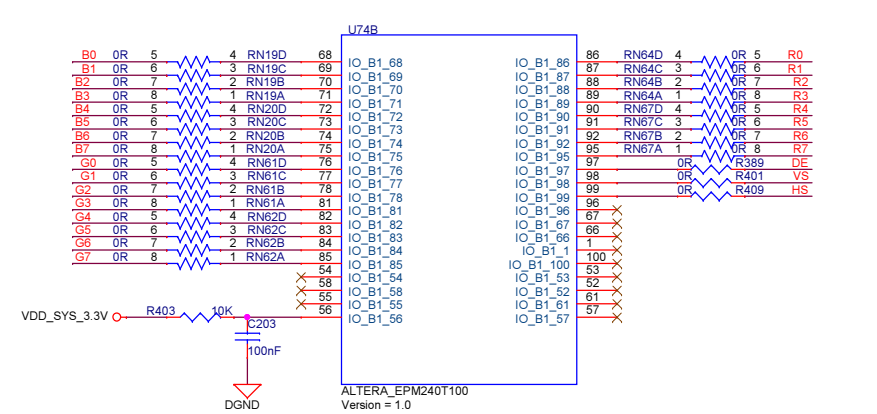 U74B
B0 0R 5 4 RN19D 68 IO_B1_68 IO_B1_86 86 RN64D 4 0R 5 R0
B1 0R 6 3 RN19C 69 IO_B1_69 IO_B1_87 87 RN64C 3 0R 6 R1
B2 0R 7 2 RN19B 70 IO_B1_70 IO_B1_88 88 RN64B 2 0R 7 R2
B3 0R 8 1 RN19A 71 IO_B1_71 IO_B1_89 89 RN64A 1 0R 8 R3
B4 0R 5 4 RN20D 72 IO_B1_72 IO_B1_90 90 RN67D 4 0R 5 R4
B5 0R 6 3 RN20C 73 IO_B1_73 IO_B1_91 91 RN67C 3 0R 6 R5
B6 0R 7 2 RN20B 74 IO_B1_74 IO_B1_92 92 RN67B 2 0R 7 R6
B7 0R 8 1 RN20A 75 IO_B1_75 IO_B1_95 95 RN67A 1 0R 8 R7
G0 0R 5 4 RN61D 76 IO_B1_76 IO_B1_97 97 0R R389 DE
G1 0R 6 3 RN61C 77 IO_B1_77 IO_B1_98 98 0R R401 VS
G2 0R 7 2 RN61B 78 IO_B1_78 IO_B1_99 99 0R R409 HS
G3 0R 8 1 RN61A 81 IO_B1_81 IO_B1_96 96
G4 0R 5 4 RN62D 82 IO_B1_82 IO_B1_67 67
G5 0R 6 3 RN62C 83 IO_B1_83 IO_B1_66 66
G6 0R 7 2 RN62B 84 IO_B1_84 IO_B1_1 1
G7 0R 8 1 RN62A 85 IO_B1_85 IO_B1_100 100
54 IO_B1_54 IO_B1_53 53
58 IO_B1_58 IO_B1_52 52
55 IO_B1_55 IO_B1_61 61
VDD_SYS_3.3V R403 10K 56 IO_B1_56 IO_B1_57 57
C203
100nF
DGND
ALTERA_EPM240T100
Version = 1.0